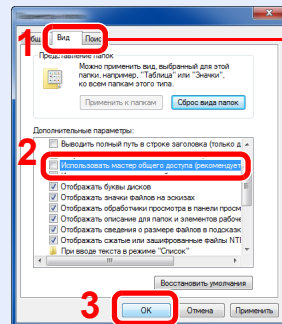 1
Общ
Вид
Поис
Представление папок
Можно применить вид, выбранный для этой
папки, например, "Таблица" или "Значки",
ко всем папкам этого типа.
Применить к папкам
Сброс вида папок
Дополнительные параметры:
Выводить полный путь в строке заголовка (только д
2
Использовать мастер общего доступа (рекомендует
Отображать буквы дисков
Отображать значки файлов на эскизах
Отображать обработчики просмотра в панели просм
Отображать описание для папок и элементов рабоче
Отображать сведения о размере файлов в подсказк
Отображать сжатые или зашифрованные файлы NTI
При вводе текста в режиме "Список"
Восстановить умолчания
3
OK
Отмена
Применить